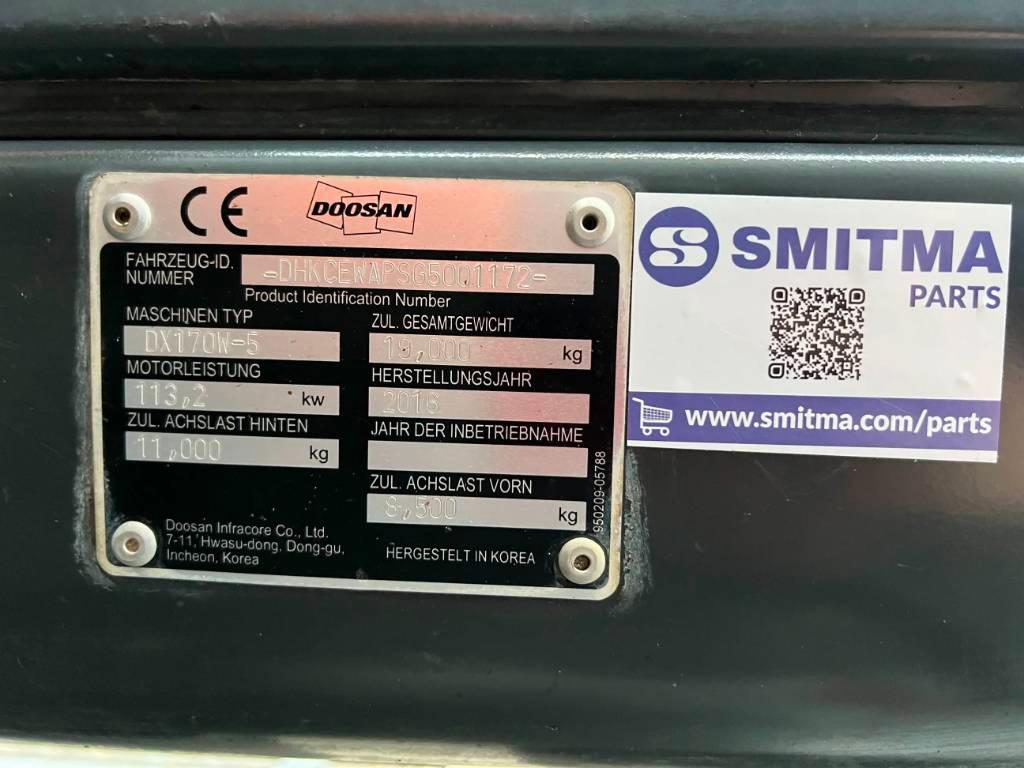 CE DOOSAN
FAHRZEUG-ID. NUMMER
-DHKCEWAPSG5001172-
Product Identification Number
MASCHINEN TYP
DX170W-5
MOTORLEISTUNG
113,2 kw
ZUL. ACHSLAST HINTEN
11,000 kg
ZUL. GESAMTGEWICHT
19,000 kg
HERSTELLUNGSJAHR
2016
JAHR DER INBETRIEBNAHME
ZUL. ACHSLAST VORN
8,500 kg
950209-05788
Doosan Infracore Co., Ltd.
7-11, Hwasu-dong, Dong-gu,
Incheon, Korea
HERGESTELT IN KOREA
S SMITMA
PARTS
www.smitma.com/parts